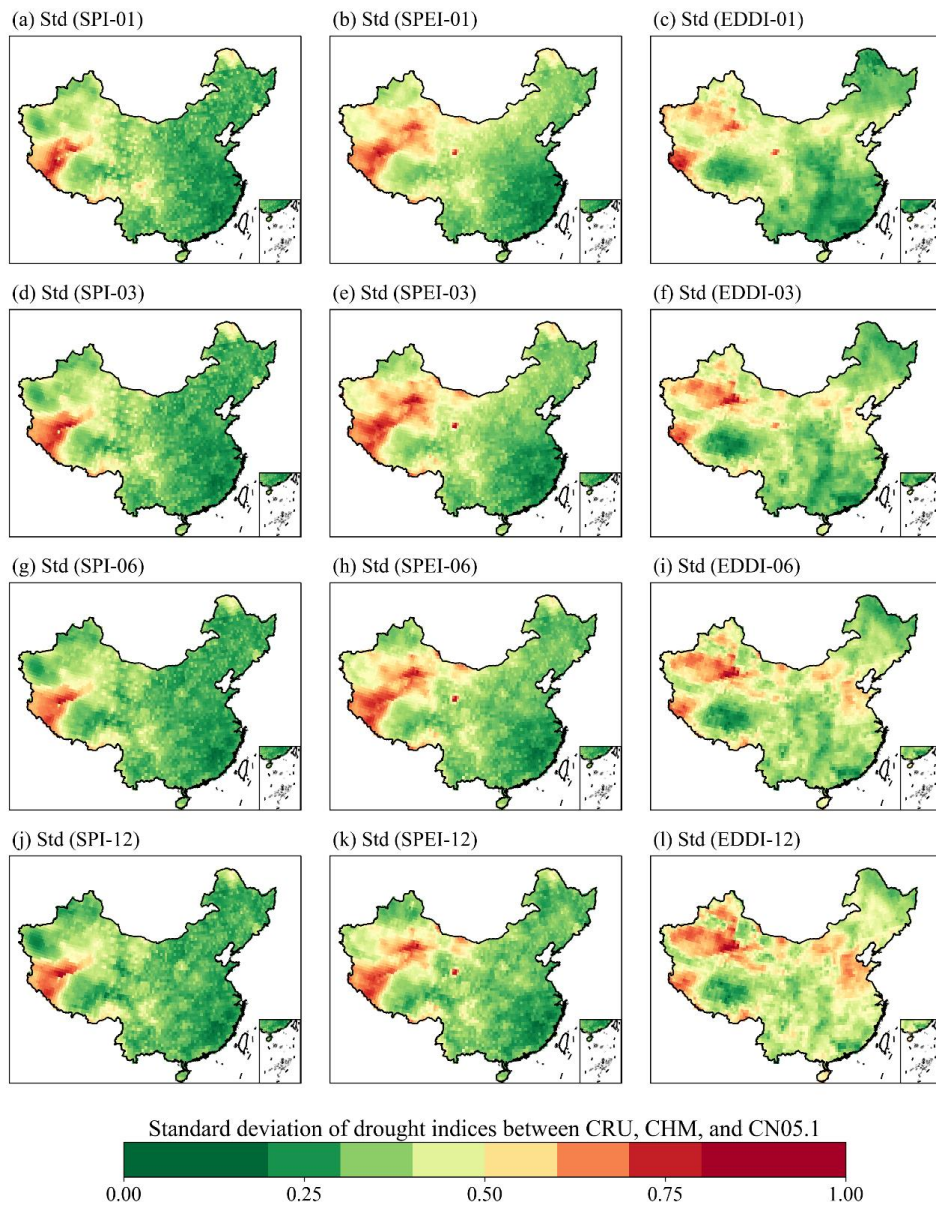 (a) Std (SPI-01)
(b) Std (SPEI-01)
(c) Std (EDDI-01)
(d) Std (SPI-03)
(e) Std (SPEI-03)
(f) Std (EDDI-03)
(g) Std (SPI-06)
(h) Std (SPEI-06)
(i) Std (EDDI-06)
(j) Std (SPI-12)
(k) Std (SPEI-12)
(l) Std (EDDI-12)
Standard deviation of drought indices between CRU, CHM, and CN05.1
0.00 0.25 0.50 0.75 1.00